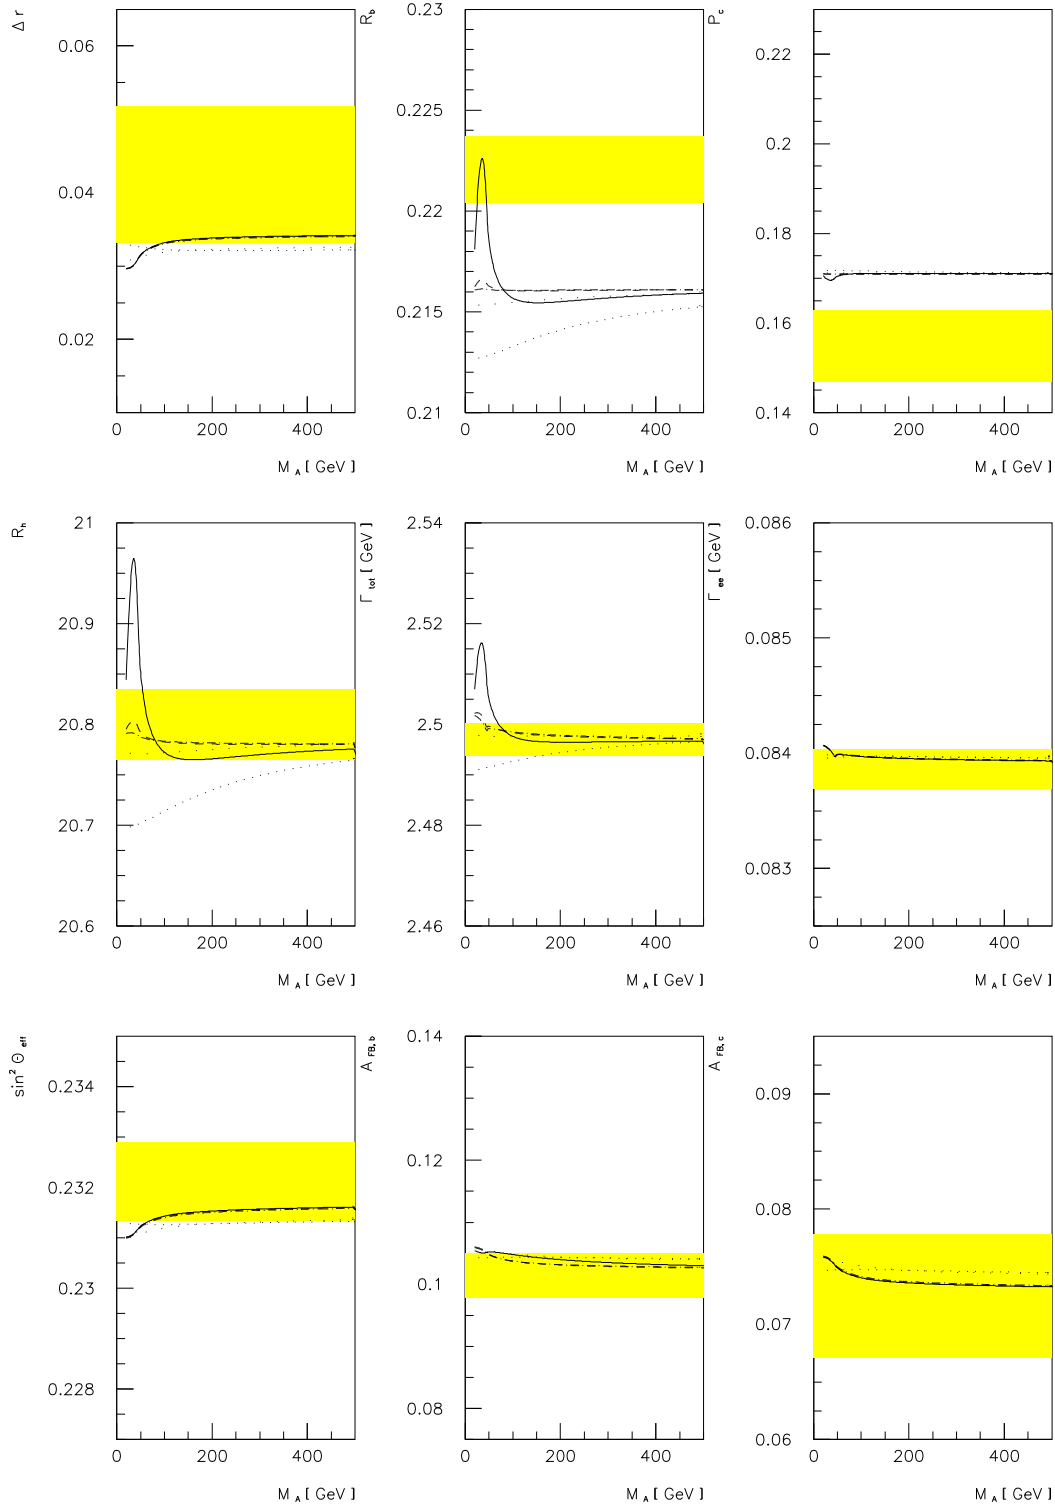 Δ r
0.06
0.04
0.02
0 200 400
M A [ GeV ]
R b
0.23
0.225
0.22
0.215
0.21
0 200 400
M A [ GeV ]
P c
0.22
0.2
0.18
0.16
0.14
0 200 400
M A [ GeV ]
R h
21
20.9
20.8
20.7
20.6
0 200 400
M A [ GeV ]
Γ tot [ GeV ]
2.54
2.52
2.5
2.48
2.46
0 200 400
M A [ GeV ]
Γ ee [ GeV ]
0.086
0.085
0.084
0.083
0 200 400
M A [ GeV ]
sin² Θ eff
0.234
0.232
0.23
0.228
0 200 400
M A [ GeV ]
A FB, b
0.14
0.12
0.1
0.08
0 200 400
M A [ GeV ]
A FB, c
0.09
0.08
0.07
0.06
0 200 400
M A [ GeV ]